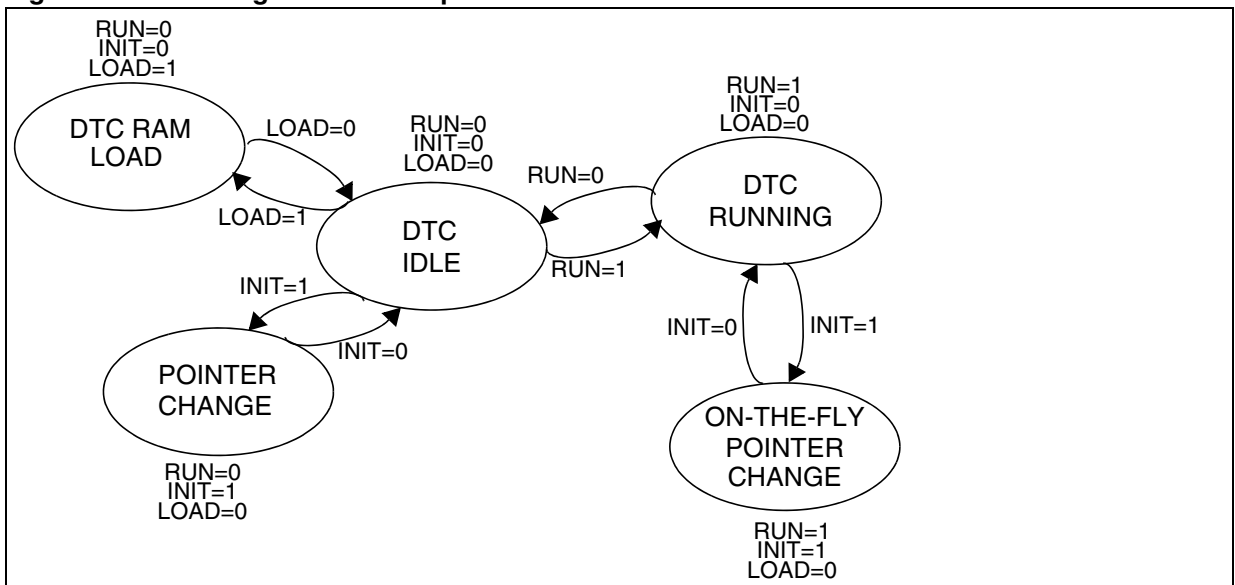 RUN=0
INIT=0
LOAD=1
DTC RAM
LOAD
LOAD=0
LOAD=1
RUN=0
INIT=0
LOAD=0
DTC
IDLE
RUN=0
RUN=1
RUN=1
INIT=0
LOAD=0
DTC
RUNNING
INIT=1
INIT=0
POINTER
CHANGE
RUN=0
INIT=1
LOAD=0
INIT=0
INIT=1
ON-THE-FLY
POINTER
CHANGE
RUN=1
INIT=1
LOAD=0